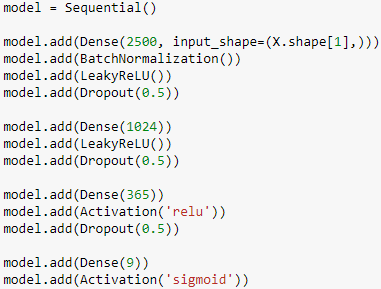 model = Sequential()
model.add(Dense(2500, input_shape=(X.shape[1],)))
model.add(BatchNormalization())
model.add(LeakyReLU())
model.add(Dropout(0.5))
model.add(Dense(1024))
model.add(LeakyReLU())
model.add(Dropout(0.5))
model.add(Dense(365))
model.add(Activation('relu'))
model.add(Dropout(0.5))
model.add(Dense(9))
model.add(Activation('sigmoid'))